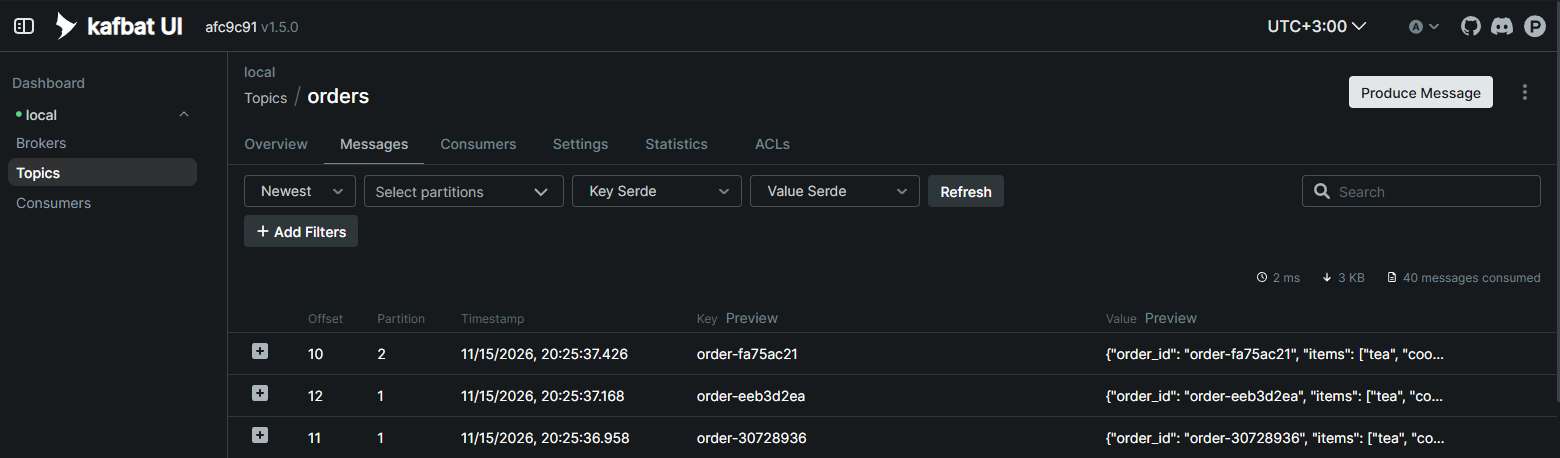 kafbat UI afc9c91 v1.5.0 UTC+3:00 A P
Dashboard
local
Brokers
Topics
Consumers
local
Topics / orders
Produce Message
Overview Messages Consumers Settings Statistics ACLs
Newest Select partitions Key Serde Value Serde Refresh Search
+ Add Filters
2 ms 3 KB 40 messages consumed
Offset Partition Timestamp Key Preview Value Preview
10 2 11/15/2026, 20:25:37.426 order-fa75ac21 {"order_id": "order-fa75ac21", "items": ["tea", "coo...
12 1 11/15/2026, 20:25:37.168 order-eeb3d2ea {"order_id": "order-eeb3d2ea", "items": ["tea", "co...
11 1 11/15/2026, 20:25:36.958 order-30728936 {"order_id": "order-30728936", "items": ["tea", "co...